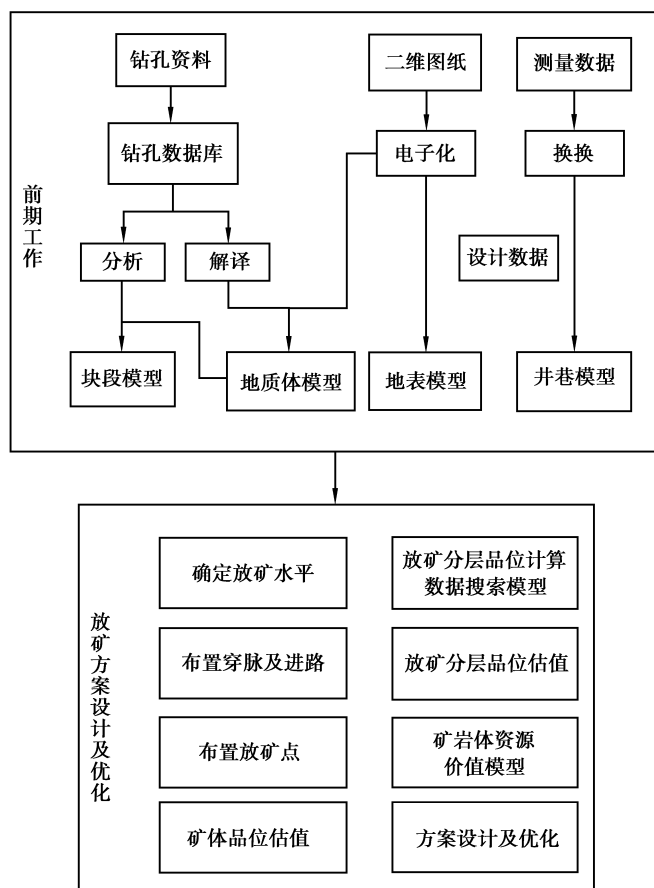 钻孔资料
二维图纸
测量数据
钻孔数据库
电子化
换换
前期工作
设计数据
分析
解译
块段模型
地质体模型
地表模型
井巷模型
放矿方案设计及优化
确定放矿水平
放矿分层品位计算
数据搜索模型
布置穿脉及进路
放矿分层品位估值
布置放矿点
矿岩体资源
价值模型
矿体品位估值
方案设计及优化